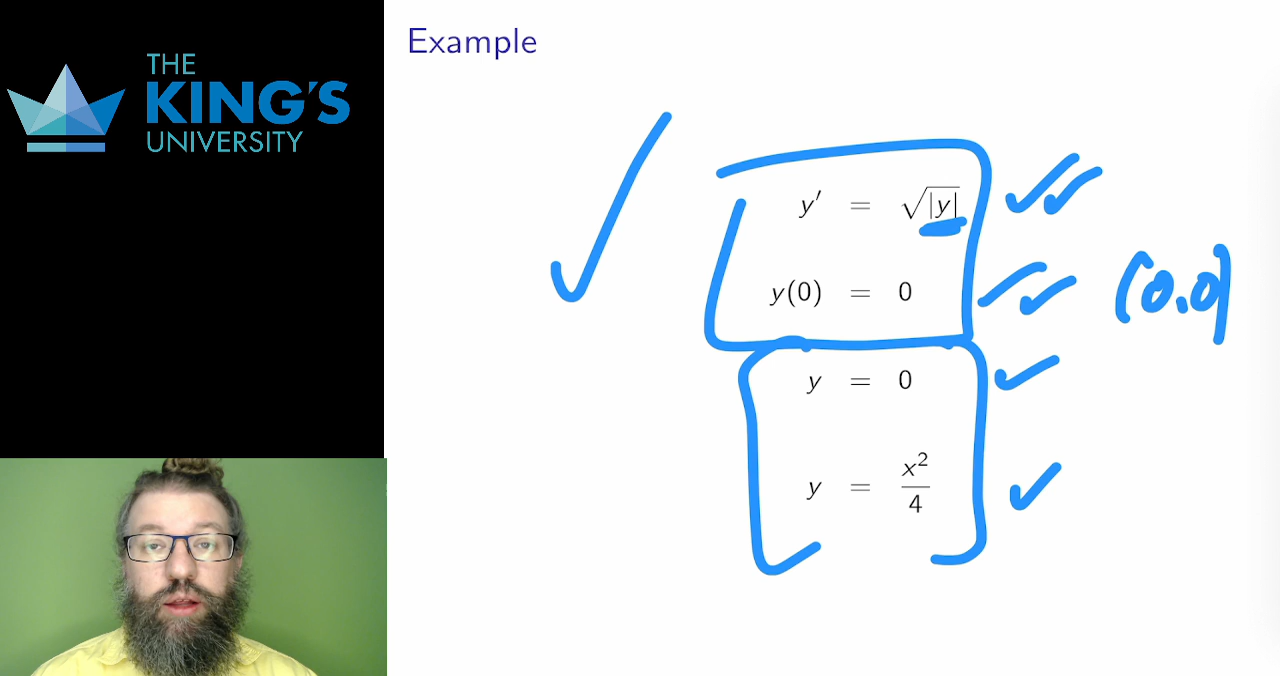 THE
KING'S
UNIVERSITY
Example
y′ = √|y|
y(0) = 0 (0,0)
y = 0
y = x²/4